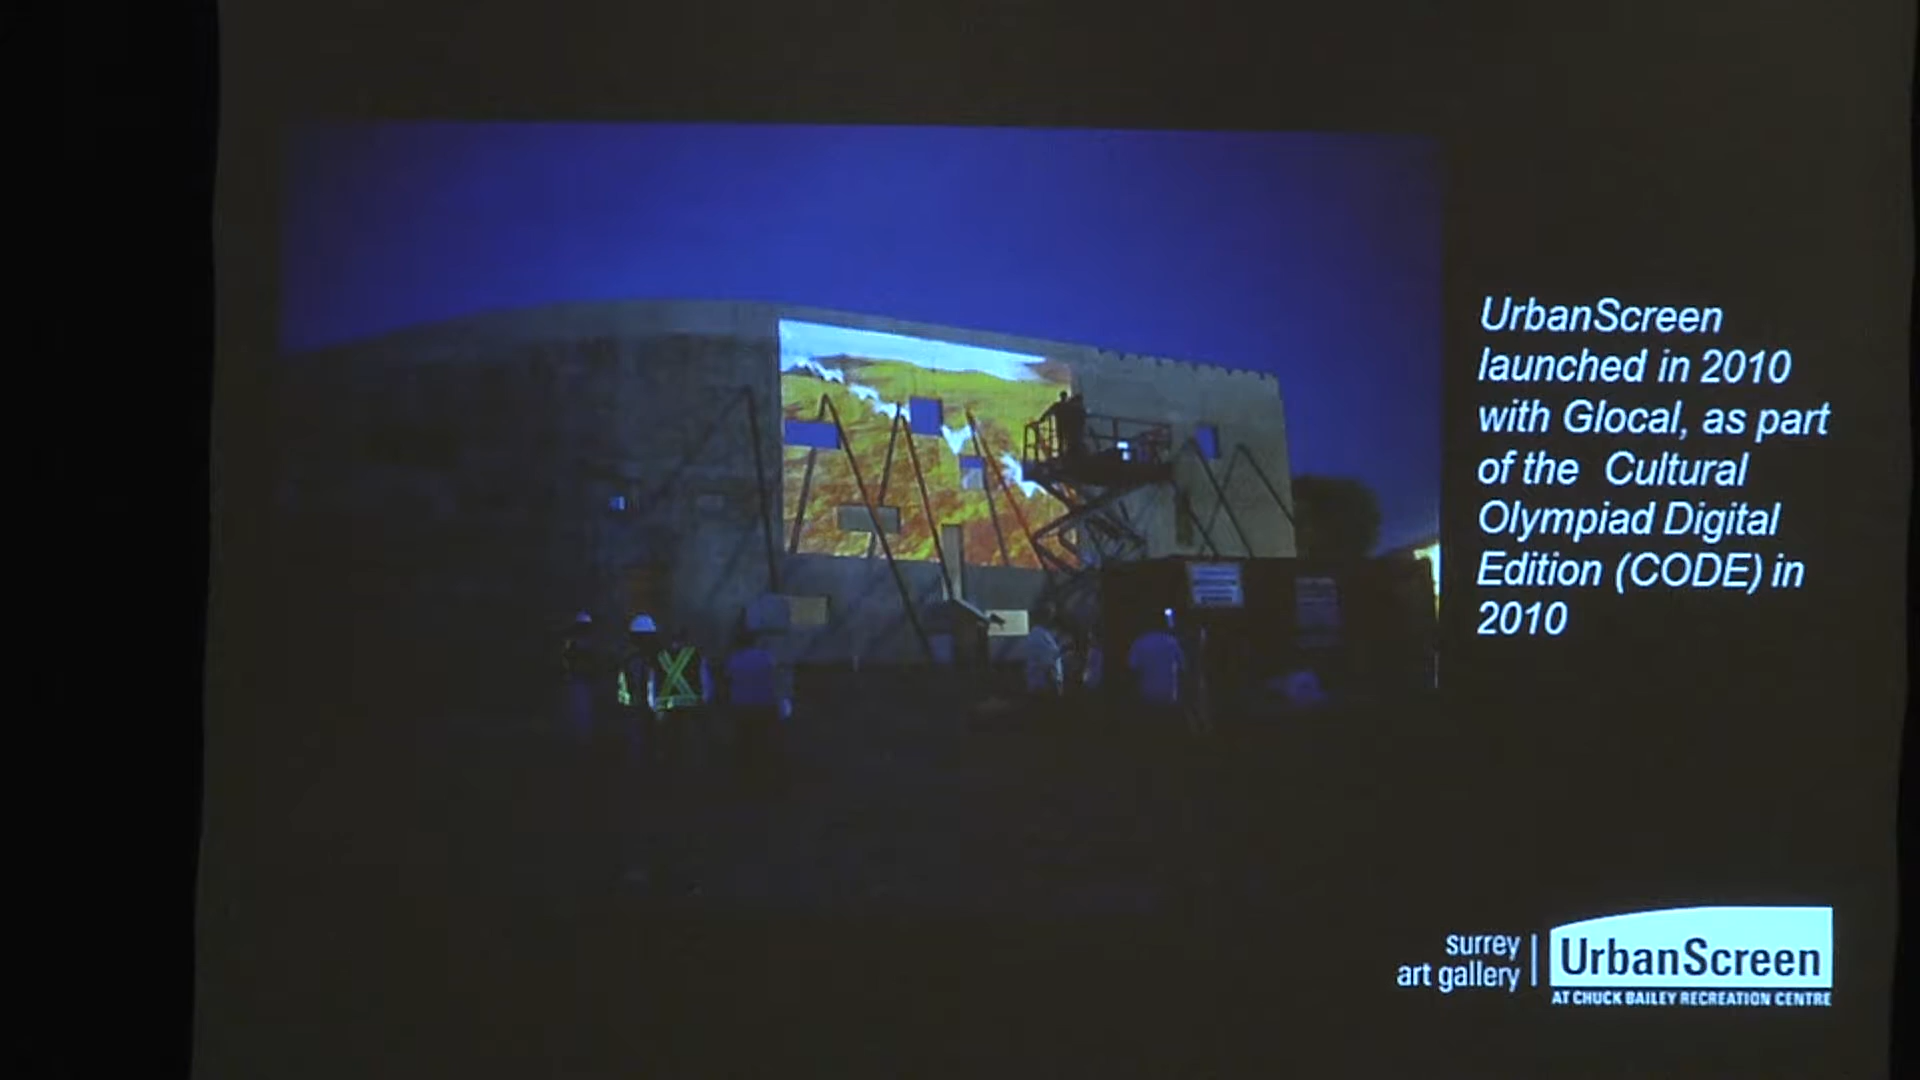 UrbanScreen
launched in 2010
with Glocal, as part
of the Cultural
Olympiad Digital
Edition (CODE) in
2010
surrey
art gallery
UrbanScreen
AT CHUCK BAILEY RECREATION CENTRE